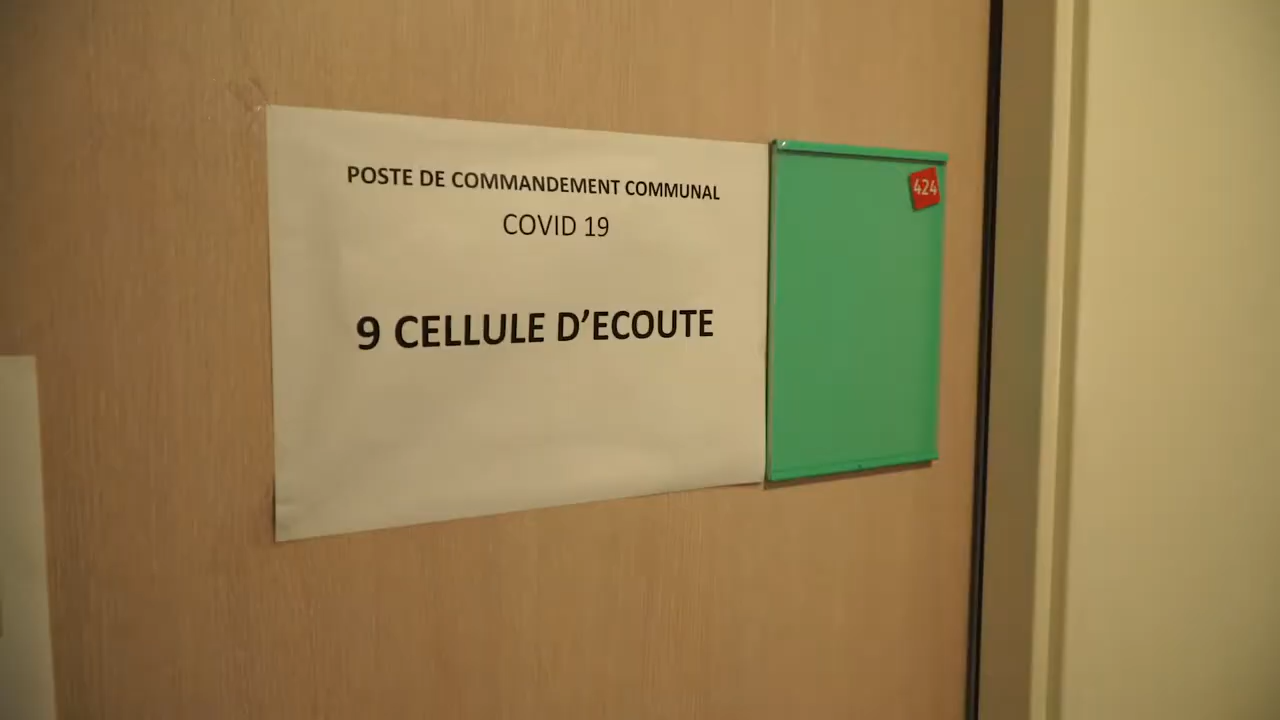 POSTE DE COMMANDEMENT COMMUNAL
COVID 19
9 CELLULE D'ECOUTE
424